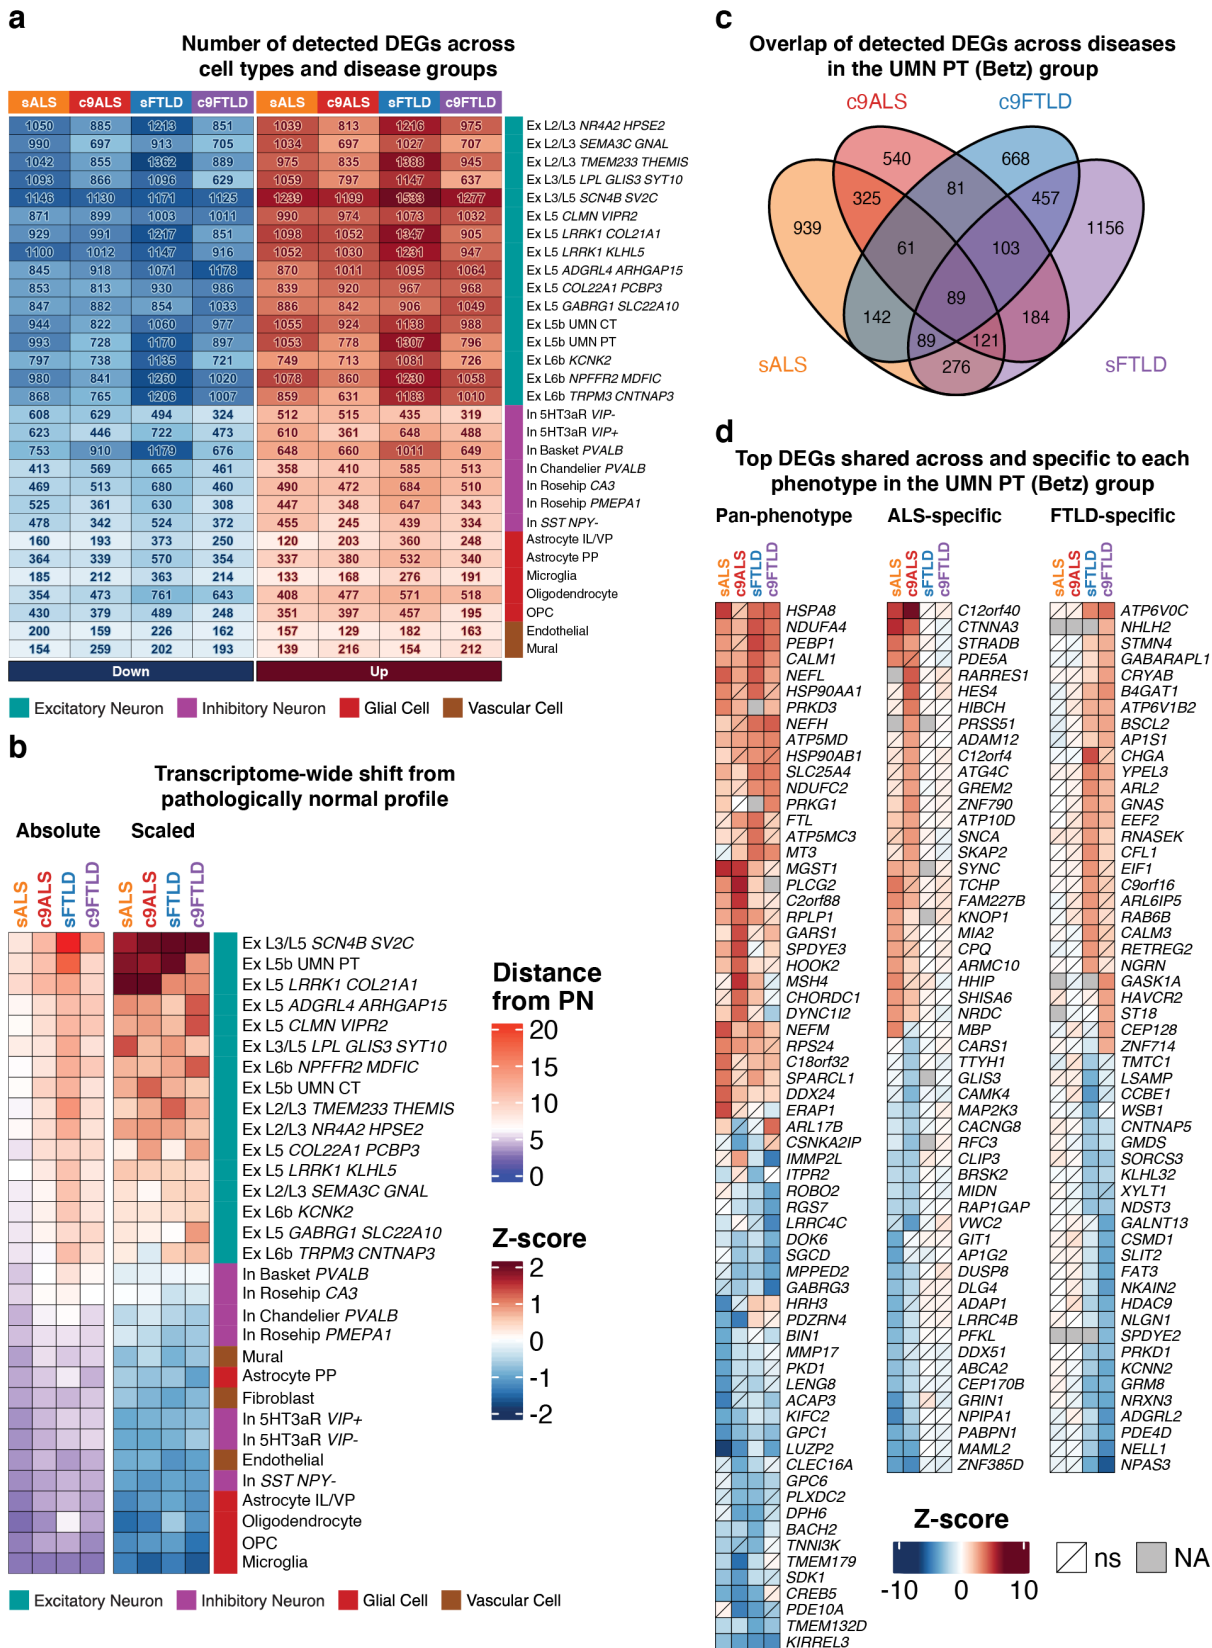 a
Number of detected DEGs across
cell types and disease groups
sALS c9ALS sFTLD c9FTLD sALS c9ALS sFTLD c9FTLD
1050 885 1213 851 1039 813 1216 975 Ex L2/L3 NR4A2 HPSE2
990 697 913 705 1034 697 1027 707 Ex L2/L3 SEMA3C GNAL
1042 855 1362 889 975 835 1388 945 Ex L2/L3 TMEM233 THEMIS
1093 866 1096 629 1059 797 1147 637 Ex L3/L5 LPL GLIS3 SYT10
1146 1130 1171 1125 1239 1199 1533 1277 Ex L3/L5 SCN4B SV2C
871 899 1003 1011 990 974 1073 1032 Ex L5 CLMN VIPR2
929 991 1217 851 1098 1052 1347 905 Ex L5 LRRK1 COL21A1
1100 1012 1147 916 1052 1030 1231 947 Ex L5 LRRK1 KLHL5
845 918 1071 1178 870 1011 1095 1064 Ex L5 ADGRL4 ARHGAP15
853 813 930 986 839 920 967 968 Ex L5 COL22A1 PCBP3
847 882 854 1033 886 842 906 1049 Ex L5 GABRG1 SLC22A10
944 822 1060 977 1055 924 1138 988 Ex L5b UMN CT
993 728 1170 897 1053 778 1307 796 Ex L5b UMN PT
797 738 1135 721 749 713 1081 726 Ex L6b KCNK2
980 841 1260 1020 1078 860 1230 1058 Ex L6b NPFFR2 MDFIC
868 765 1206 1007 859 631 1183 1010 Ex L6b TRPM3 CNTNAP3
608 629 494 324 512 515 435 319 In 5HT3aR VIP-
623 446 722 473 610 361 648 488 In 5HT3aR VIP+
753 910 1179 676 648 660 1011 649 In Basket PVALB
413 569 665 461 358 410 585 513 In Chandelier PVALB
469 513 680 460 490 472 684 510 In Rosehip CA3
525 361 630 308 447 348 647 343 In Rosehip PMEPA1
478 342 524 372 455 245 439 334 In SST NPY-
160 193 373 250 120 203 360 248 Astrocyte IL/VP
364 339 570 354 337 380 532 340 Astrocyte PP
185 212 363 214 133 168 276 191 Microglia
354 473 761 643 408 477 571 518 Oligodendrocyte
430 379 489 248 351 397 457 195 OPC
200 159 226 162 157 129 182 163 Endothelial
154 259 202 193 139 216 154 212 Mural
Down Up
Excitatory Neuron Inhibitory Neuron Glial Cell Vascular Cell
b
Transcriptome-wide shift from
pathologically normal profile
Absolute Scaled
sALS c9ALS sFTLD c9FTLD sALS c9ALS sFTLD c9FTLD
Ex L3/L5 SCN4B SV2C
Ex L5b UMN PT
Ex L5 LRRK1 COL21A1
Ex L5 ADGRL4 ARHGAP15
Ex L5 CLMN VIPR2
Ex L3/L5 LPL GLIS3 SYT10
Ex L6b NPFFR2 MDFIC
Ex L5b UMN CT
Ex L2/L3 TMEM233 THEMIS
Ex L2/L3 NR4A2 HPSE2
Ex L5 COL22A1 PCBP3
Ex L5 LRRK1 KLHL5
Ex L2/L3 SEMA3C GNAL
Ex L6b KCNK2
Ex L5 GABRG1 SLC22A10
Ex L6b TRPM3 CNTNAP3
In Basket PVALB
In Rosehip CA3
In Chandelier PVALB
In Rosehip PMEPA1
Mural
Astrocyte PP
Fibroblast
In 5HT3aR VIP+
In 5HT3aR VIP-
Endothelial
In SST NPY-
Astrocyte IL/VP
Oligodendrocyte
OPC
Microglia
Distance
from PN
20
15
10
5
0
Z-score
2
1
0
-1
-2
Excitatory Neuron Inhibitory Neuron Glial Cell Vascular Cell
c
Overlap of detected DEGs across diseases
in the UMN PT (Betz) group
c9ALS c9FTLD
540 668
325 81 457
939 1156
61 103
89
142 184
89 121
276
sALS sFTLD
d
Top DEGs shared across and specific to each
phenotype in the UMN PT (Betz) group
Pan-phenotype ALS-specific FTLD-specific
sALS c9ALS sFTLD c9FTLD sALS c9ALS sFTLD c9FTLD sALS c9ALS sFTLD c9FTLD
HSPA8 C12orf40 ATP6V0C
NDUFA4 CTNNA3 NHLH2
PEBP1 STRADB STMN4
CALM1 PDE5A GABARAPL1
NEFL RARRES1 CRYAB
HSP90AA1 HES4 B4GAT1
PRKD3 HIBCH ATP6V1B2
NEFH PRSS51 BSCL2
ATP5MD ADAM12 AP1S1
HSP90AB1 C12orf4 CHGA
SLC25A4 ATG4C YPEL3
NDUFC2 GREM2 ARL2
PRKG1 ZNF790 GNAS
FTL ATP10D EEF2
ATP5MC3 SNCA RNASEK
MT3 SKAP2 CFL1
MGST1 SYNC EIF1
PLCG2 TCHP C9orf16
C2orf88 FAM227B ARL6IP5
RPLP1 KNOP1 RAB6B
GARS1 MIA2 CALM3
SPDYE3 CPQ RETREG2
HOOK2 ARMC10 NGRN
MSH4 HHIP GASK1A
CHORDC1 SHISA6 HAVCR2
DYNC1I2 NRDC ST18
NEFM MBP CEP128
RPS24 CARS1 ZNF714
C18orf32 TTYH1 TMTC1
SPARCL1 GLIS3 LSAMP
DDX24 CAMK4 CCBE1
ERAP1 MAP2K3 WSB1
ARL17B CACNG8 CNTNAP5
CSNKA2IP RFC3 GMDS
IMMP2L CLIP3 SORCS3
ITPR2 BRSK2 KLHL32
ROBO2 MIDN XYLT1
RGS7 RAP1GAP NDST3
LRRC4C VWC2 GALNT13
DOK6 GIT1 CSMD1
SGCD AP1G2 SLIT2
MPPED2 DUSP8 FAT3
GABRG3 DLG4 NKAIN2
HRH3 ADAP1 HDAC9
PDZRN4 LRRC4B NLGN1
BIN1 PFKL SPDYE2
MMP17 DDX51 PRKD1
PKD1 ABCA2 KCNN2
LENG8 CEP170B GRM8
ACAP3 GRIN1 NRXN3
KIFC2 NPIPA1 ADGRL2
GPC1 PABPN1 PDE4D
LUZP2 MAML2 NELL1
CLEC16A ZNF385D NPAS3
GPC6
PLXDC2
DPH6
BACH2
TNNI3K
TMEM179
SDK1
CREB5
PDE10A
TMEM132D
KIRREL3
Z-score
-10 0 10
ns NA